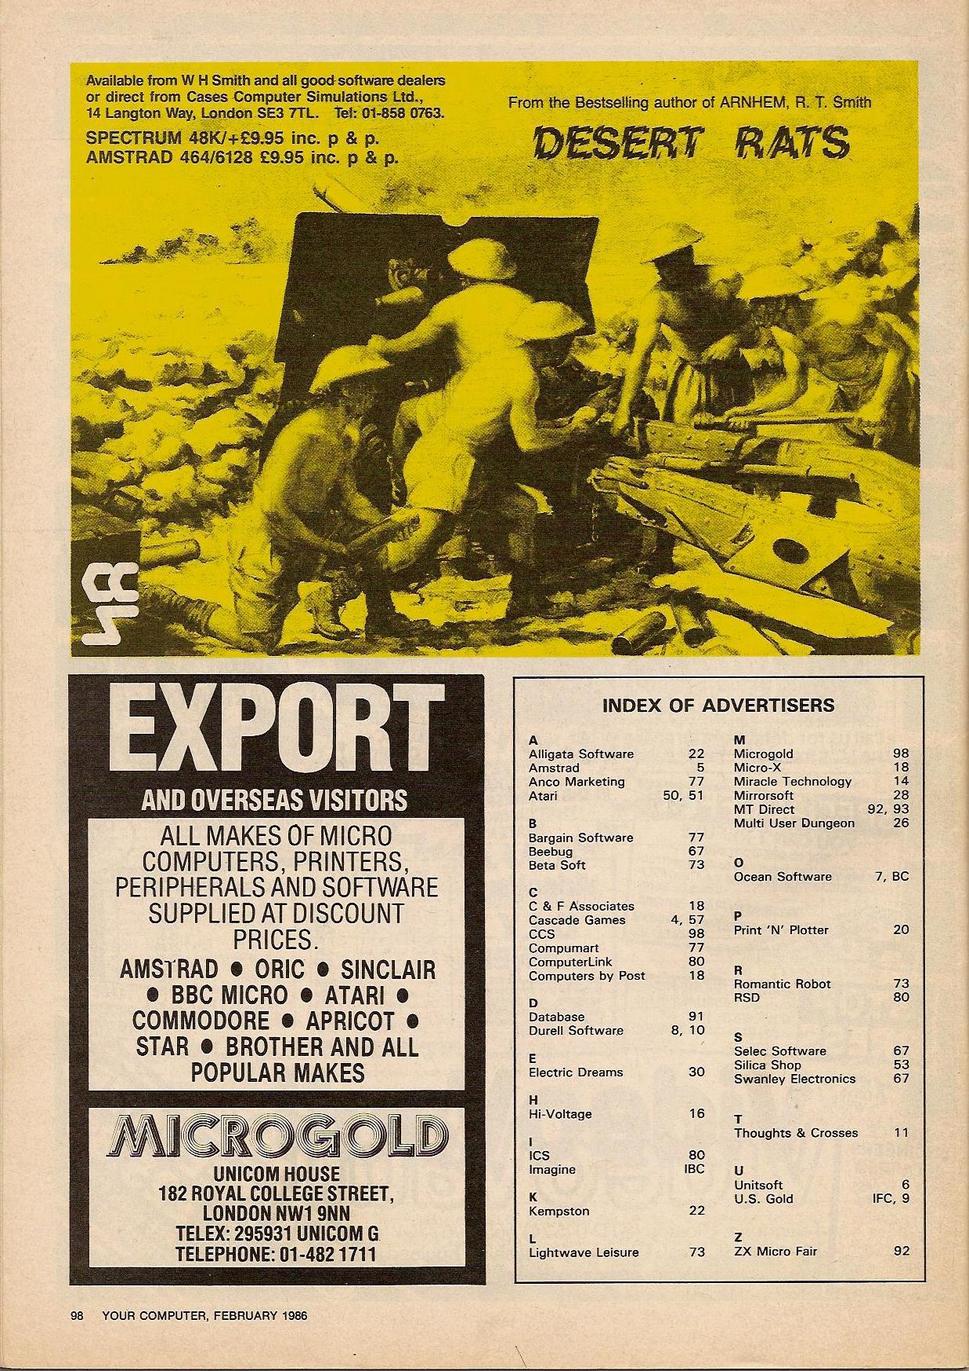 Available from W H Smith and all good software dealers
or direct from Cases Computer Simulations Ltd.,
14 Langton Way, London SE3 7TL. Tel: 01-858 0763.
SPECTRUM 48K/+£9.95 inc. p & p.
AMSTRAD 464/6128 £9.95 inc. p & p.
From the Bestselling author of ARNHEM, R. T. Smith
DESERT RATS
EXPORT
AND OVERSEAS VISITORS
ALL MAKES OF MICRO
COMPUTERS, PRINTERS,
PERIPHERALS AND SOFTWARE
SUPPLIED AT DISCOUNT
PRICES.
AMSTRAD ● ORIC ● SINCLAIR
● BBC MICRO ● ATARI ●
COMMODORE ● APRICOT ●
STAR ● BROTHER AND ALL
POPULAR MAKES
MICROGOLD
UNICOM HOUSE
182 ROYAL COLLEGE STREET,
LONDON NW1 9NN
TELEX: 295931 UNICOM G
TELEPHONE: 01-482 1711
INDEX OF ADVERTISERS
A
Alligata Software 22
Amstrad 5
Anco Marketing 77
Atari 50, 51
B
Bargain Software 77
Beebug 67
Beta Soft 73
C
C & F Associates 18
Cascade Games 4, 57
CCS 98
Compumart 77
ComputerLink 80
Computers by Post 18
D
Database 91
Durell Software 8, 10
E
Electric Dreams 30
H
Hi-Voltage 16
I
ICS 80
Imagine IBC
K
Kempston 22
L
Lightwave Leisure 73
M
Microgold 98
Micro-X 18
Miracle Technology 14
Mirrorsoft 28
MT Direct 92, 93
Multi User Dungeon 26
O
Ocean Software 7, BC
P
Print 'N' Plotter 20
R
Romantic Robot 73
RSD 80
S
Selec Software 67
Silica Shop 53
Swanley Electronics 67
T
Thoughts & Crosses 11
U
Unitsoft 6
U.S. Gold IFC, 9
Z
ZX Micro Fair 92
98 YOUR COMPUTER, FEBRUARY 1986